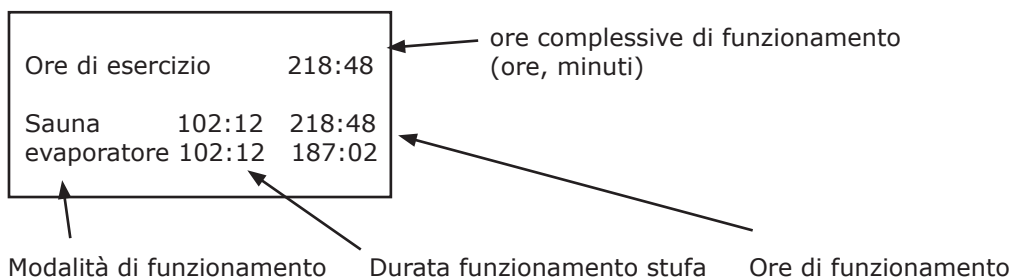 ore complessive di funzionamento
Ore di esercizio 218:48
(ore, minuti)
Sauna 102:12 218:48
evaporatore 102:12 187:02
Modalità di funzionamento Durata funzionamento stufa Ore di funzionamento